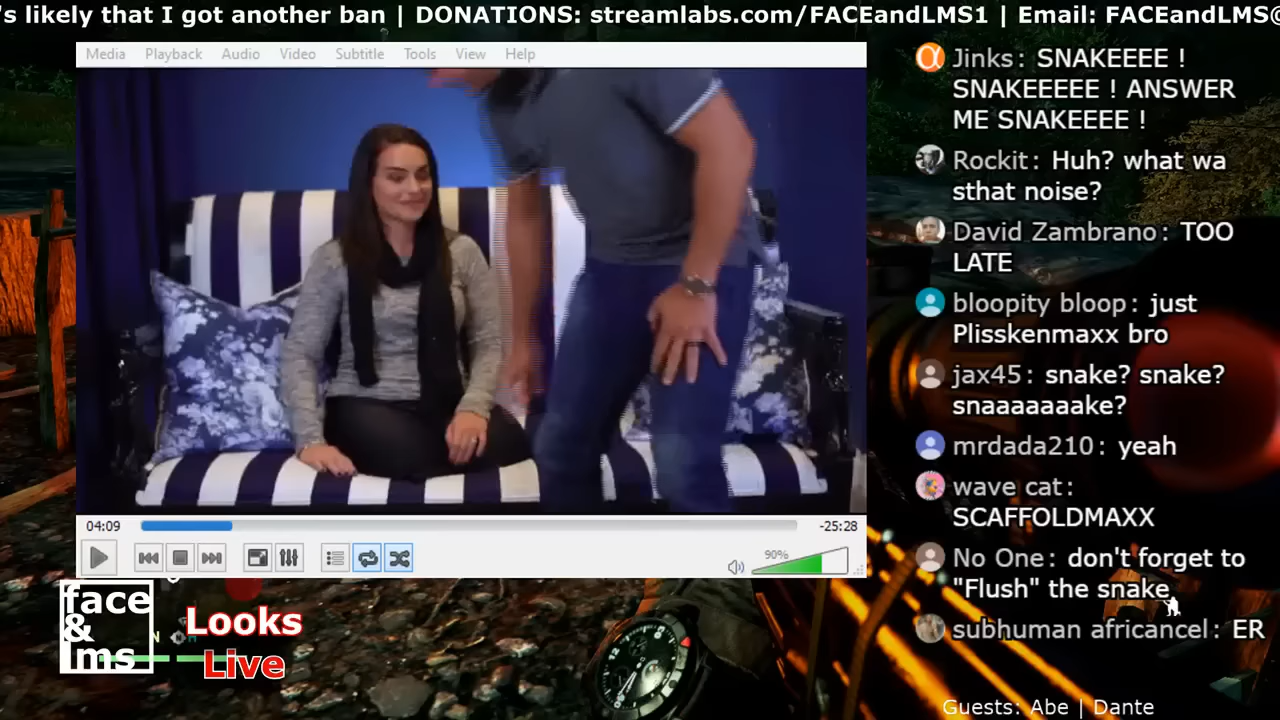 's likely that I got another ban | DONATIONS: streamlabs.com/FACEandLMS1 | Email: FACEandLMS@
Media Playback Audio Video Subtitle Tools View Help
04:09
-25:28
90%
face
&
lms
Looks
Live
Jinks: SNAKEEEE !
SNAKEEEEE ! ANSWER
ME SNAKEEEE !
Rockit: Huh? what wa
sthat noise?
David Zambrano: TOO
LATE
bloopity bloop: just
Plisskenmaxx bro
jax45: snake? snake?
snaaaaaaake?
mrdada210: yeah
wave cat:
SCAFFOLDMAXX
No One: don't forget to
"Flush" the snake
subhuman africancel: ER
Guests: Abe | Dante